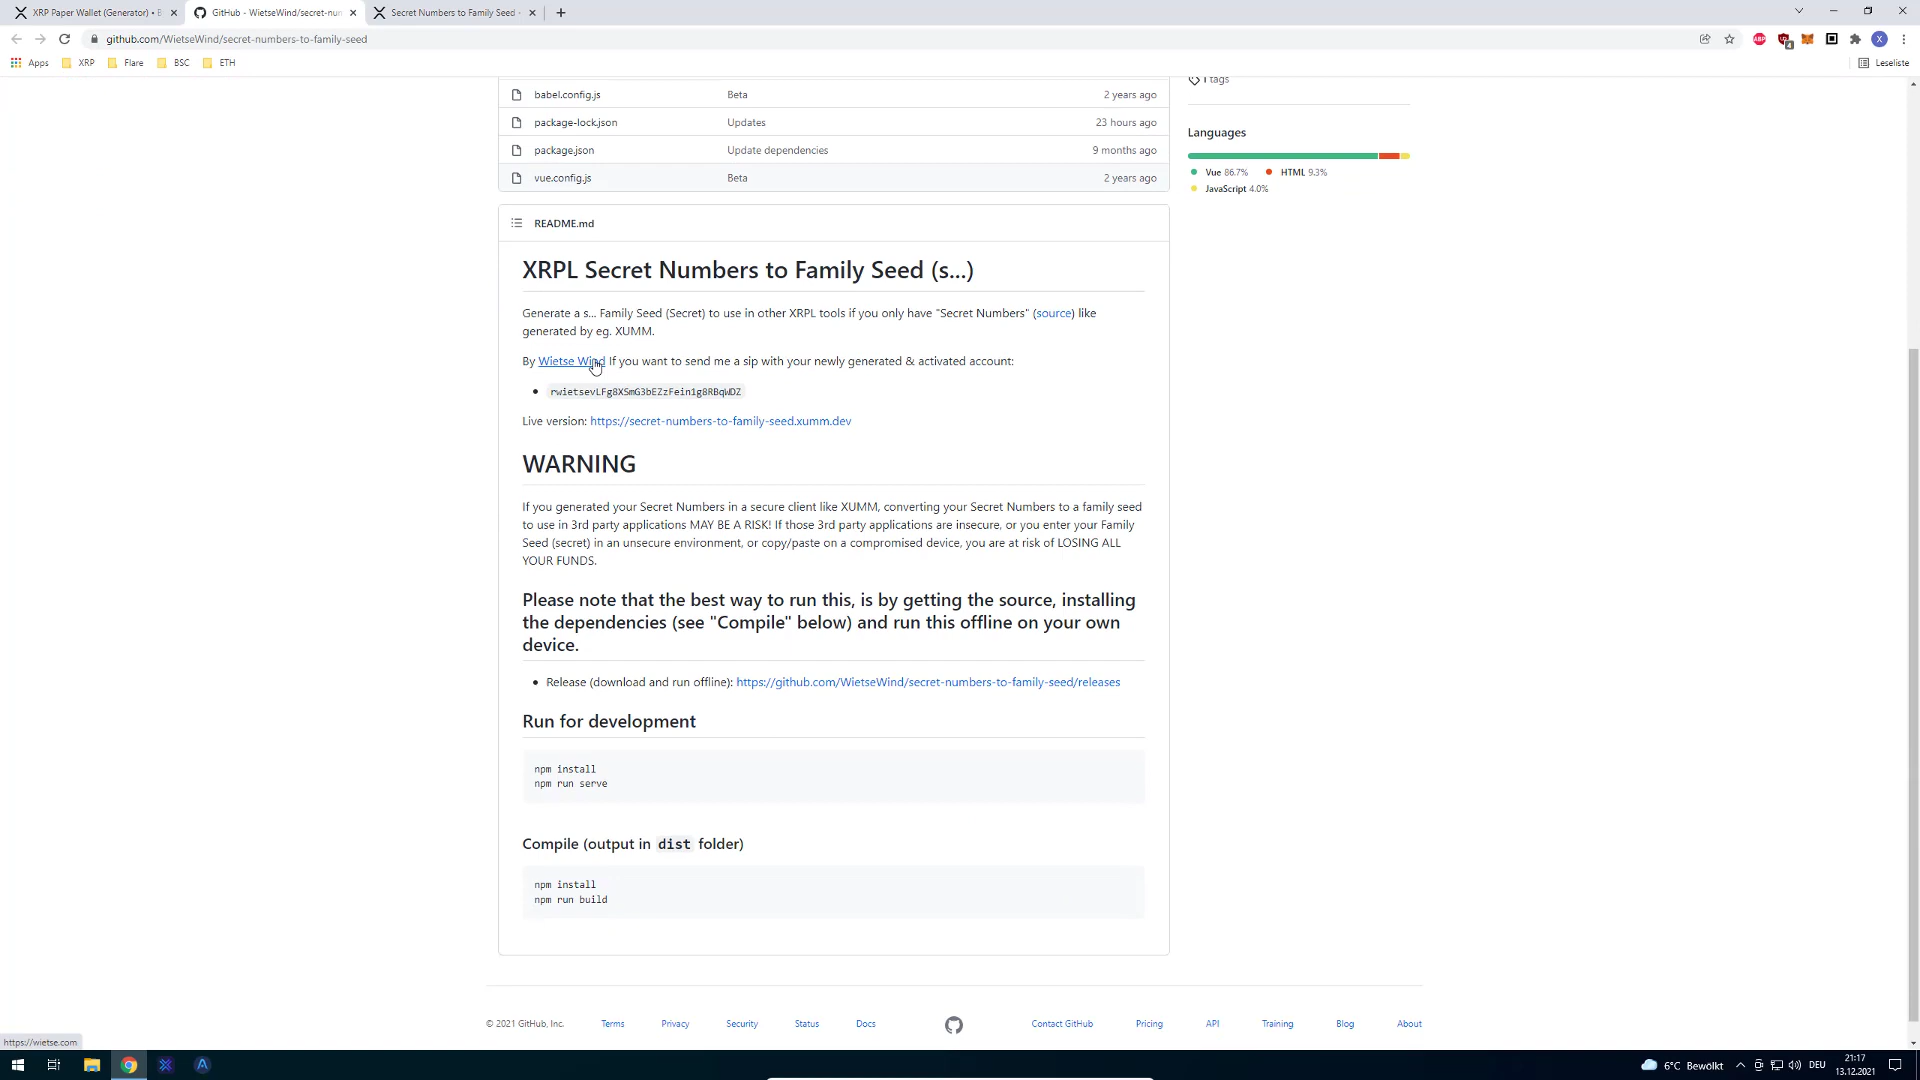 XRP Paper Wallet (Generator) • B
GitHub - WietseWind/secret-num
Secret Numbers to Family Seed -
github.com/WietseWind/secret-numbers-to-family-seed
Apps
XRP
Flare
BSC
ETH
Leseliste
babel.config.js Beta 2 years ago
package-lock.json Updates 23 hours ago
package.json Update dependencies 9 months ago
vue.config.js Beta 2 years ago
1 tags
Languages
Vue 86.7% HTML 9.3%
JavaScript 4.0%
README.md
XRPL Secret Numbers to Family Seed (s...)
Generate a s... Family Seed (Secret) to use in other XRPL tools if you only have "Secret Numbers" (source) like
generated by eg. XUMM.
By Wietse Wind If you want to send me a sip with your newly generated & activated account:
rwietsevLFg8XSmG3bEZzFein1g8RBqWDZ
Live version: https://secret-numbers-to-family-seed.xumm.dev
WARNING
If you generated your Secret Numbers in a secure client like XUMM, converting your Secret Numbers to a family seed
to use in 3rd party applications MAY BE A RISK! If those 3rd party applications are insecure, or you enter your Family
Seed (secret) in an unsecure environment, or copy/paste on a compromised device, you are at risk of LOSING ALL
YOUR FUNDS.
Please note that the best way to run this, is by getting the source, installing
the dependencies (see "Compile" below) and run this offline on your own
device.
Release (download and run offline): https://github.com/WietseWind/secret-numbers-to-family-seed/releases
Run for development
npm install
npm run serve
Compile (output in dist folder)
npm install
npm run build
© 2021 GitHub, Inc. Terms Privacy Security Status Docs Contact GitHub Pricing API Training Blog About
https://wietse.com
6°C Bewölkt
DEU
21:17
13.12.2021